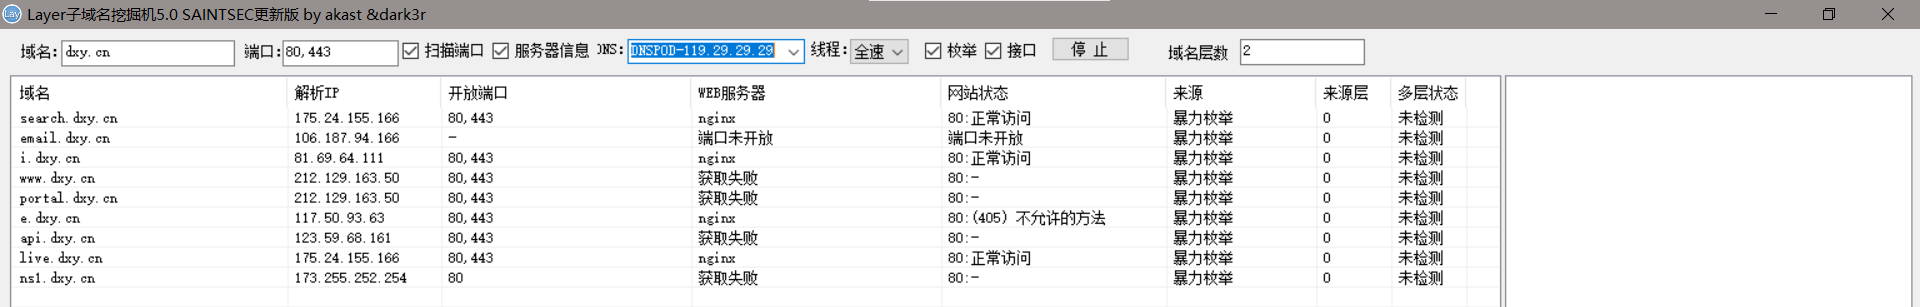 Lay Layer子域名挖掘机5.0 SAINTSEC更新版 by akast &dark3r
域名: dxy.cn 端口: 80,443 扫描端口 服务器信息 DNS: DNSPOD-119.29.29.29 线程: 全速 枚举 接口 停 止 域名层数 2
域名 解析IP 开放端口 WEB服务器 网站状态 来源 来源层 多层状态
search.dxy.cn 175.24.155.166 80,443 nginx 80:正常访问 暴力枚举 0 未检测
email.dxy.cn 106.187.94.166 - 端口未开放 端口未开放 暴力枚举 0 未检测
i.dxy.cn 81.69.64.111 80,443 nginx 80:正常访问 暴力枚举 0 未检测
www.dxy.cn 212.129.163.50 80,443 获取失败 80:- 暴力枚举 0 未检测
portal.dxy.cn 212.129.163.50 80,443 获取失败 80:- 暴力枚举 0 未检测
e.dxy.cn 117.50.93.63 80,443 nginx 80:(405) 不允许的方法 暴力枚举 0 未检测
api.dxy.cn 123.59.68.161 80,443 获取失败 80:- 暴力枚举 0 未检测
live.dxy.cn 175.24.155.166 80,443 nginx 80:正常访问 暴力枚举 0 未检测
ns1.dxy.cn 173.255.252.254 80 获取失败 80:- 暴力枚举 0 未检测